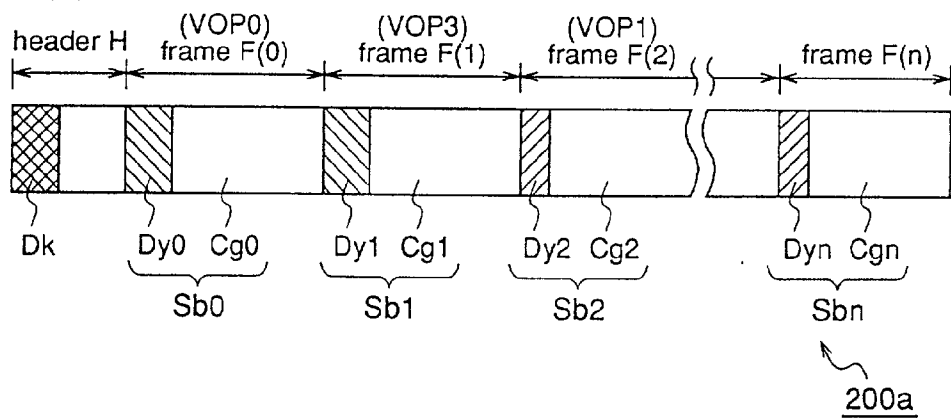 (VOP0) (VOP3) (VOP1)
header H frame F(0) frame F(1) frame F(2) frame F(n)
Dk Dy0 Cg0 Dy1 Cg1 Dy2 Cg2 Dyn Cgn
Sb0 Sb1 Sb2 Sbn
200a